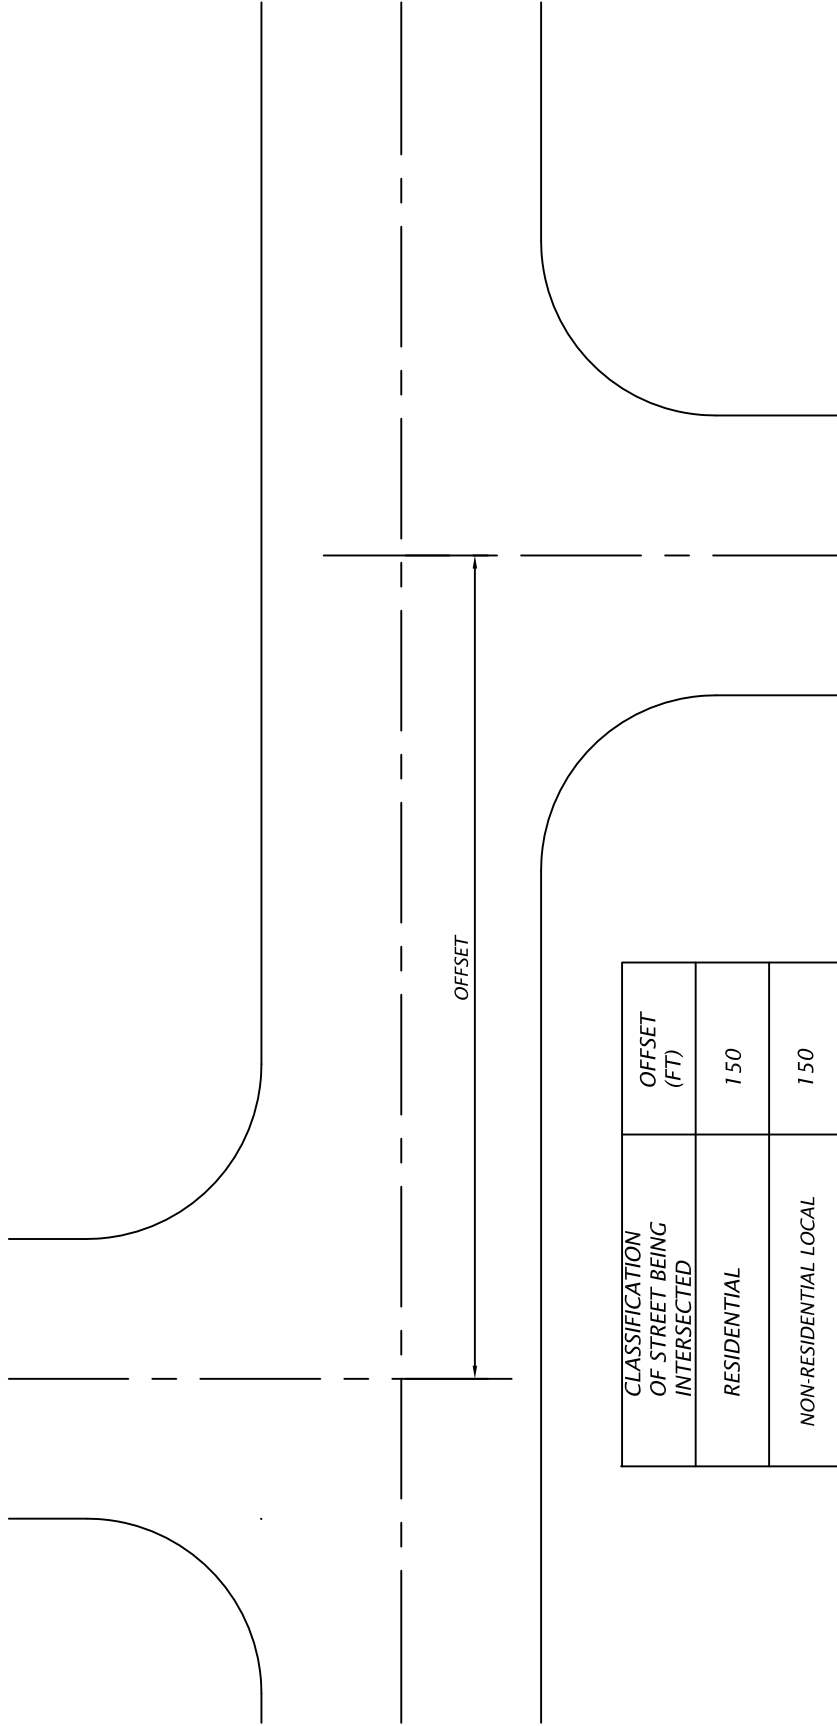 OFFSET
CLASSIFICATION
OF STREET BEING
INTERSECTED
OFFSET
(FT)
RESIDENTIAL
150
NON-RESIDENTIAL LOCAL
150